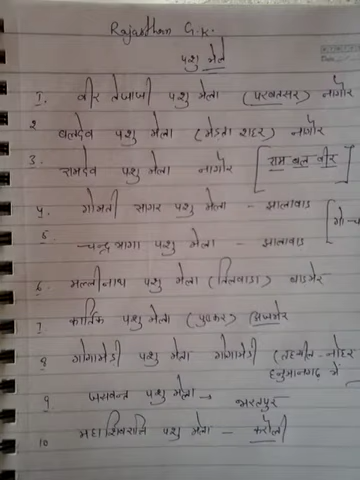 Rajasthan G.K.
पशु मेले
1. वीर तेजाजी पशु मेला (परबतसर) नागौर
2 बलदेव पशु मेला (मेड़ता शहर) नागौर
3. रामदेव पशु मेला नागौर [राम बल वीर]
4. गोमती सागर पशु मेला - झालावाड़ [गो-च
5 चन्द्रभागा पशु मेला - झालावाड़
6. मल्लीनाथ पशु मेला (तिलवाडा) बाडमेर
7 कार्तिक पशु मेला (पुष्कर) अजमेर
8 गोगामेडी पशु मेला गोगामेडी (तहसील - नोहर
हनुमानगढ़ में
9 जसवन्त पशु मेला → भरतपुर
10 महाशिवरात्रि पशु मेला - करौली